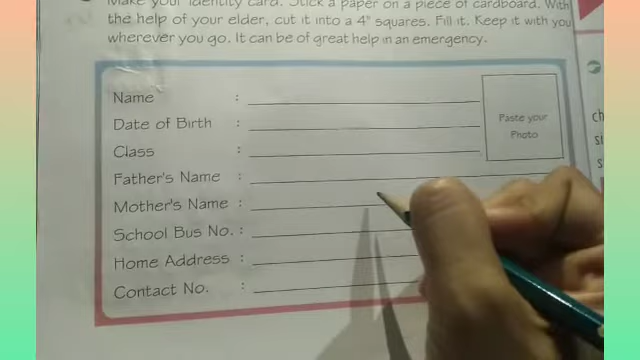 Make your identity card. Stick a paper on a piece of cardboard. With
the help of your elder, cut it into a 4" squares. Fill it. Keep it with you
wherever you go. It can be of great help in an emergency.
Name :
Date of Birth :
Class :
Father's Name :
Mother's Name :
School Bus No. :
Home Address :
Contact No. :
Paste your
Photo